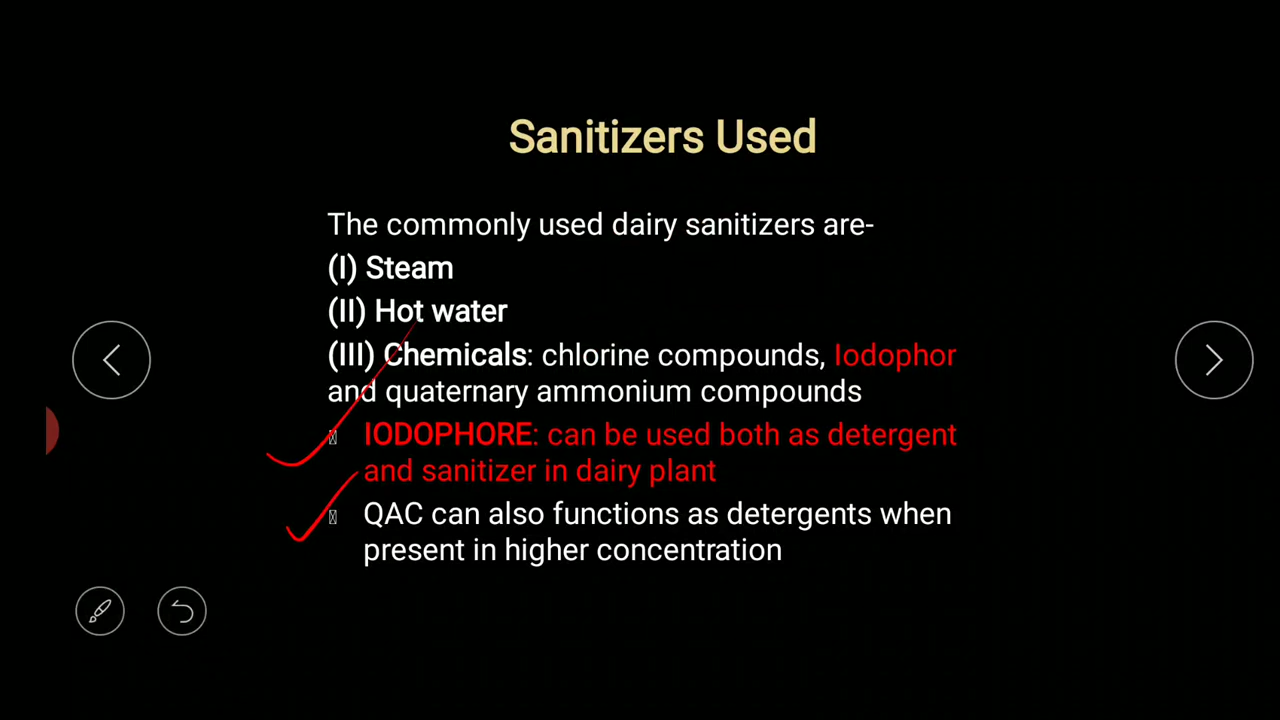 Sanitizers Used
The commonly used dairy sanitizers are-
(I) Steam
(II) Hot water
(III) Chemicals: chlorine compounds, Iodophor
and quaternary ammonium compounds
IODOPHORE: can be used both as detergent
and sanitizer in dairy plant
QAC can also functions as detergents when
present in higher concentration